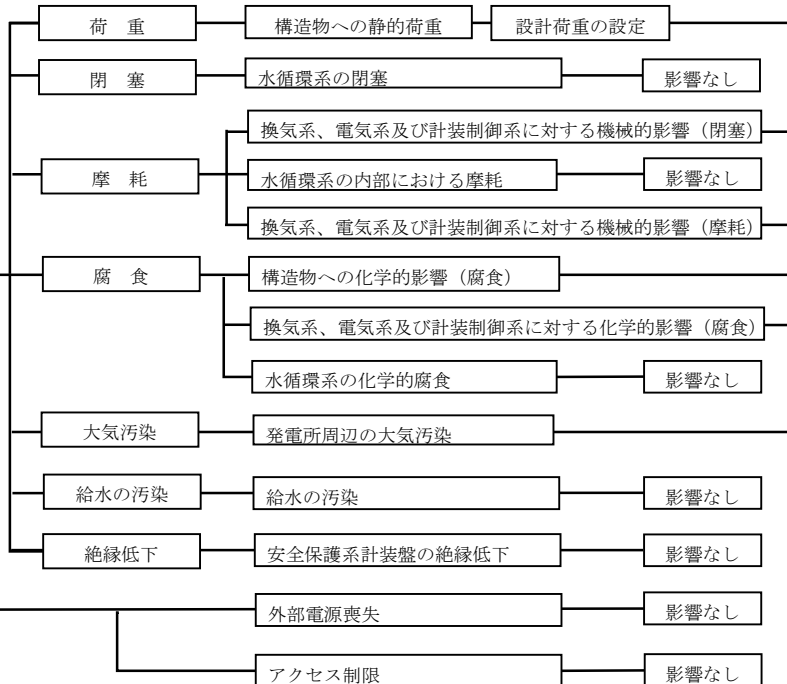 荷　重
構造物への静的荷重
設計荷重の設定
閉　塞
水循環系の閉塞
影響なし
換気系、電気系及び計装制御系に対する機械的影響（閉塞）
摩　耗
水循環系の内部における摩耗
影響なし
換気系、電気系及び計装制御系に対する機械的影響（摩耗）
腐　食
構造物への化学的影響（腐食）
換気系、電気系及び計装制御系に対する化学的影響（腐食）
水循環系の化学的腐食
影響なし
大気汚染
発電所周辺の大気汚染
給水の汚染
給水の汚染
影響なし
絶縁低下
安全保護系計装盤の絶縁低下
影響なし
外部電源喪失
影響なし
アクセス制限
影響なし